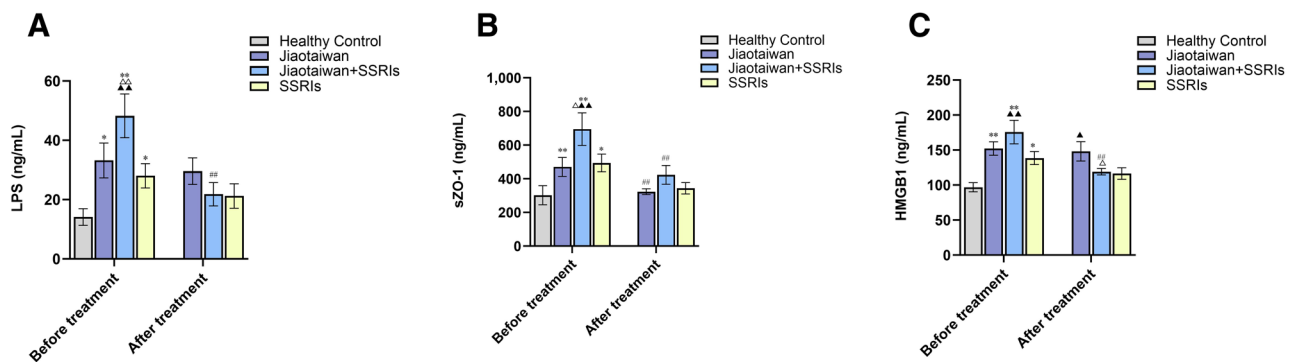 A
Healthy Control
Jiaotaiwan
Jiaotaiwan+SSRIs
SSRIs
LPS (ng/mL)
60
40
20
0
*
**
△△
▲▲
*
##
Before treatment
After treatment
B
Healthy Control
Jiaotaiwan
Jiaotaiwan+SSRIs
SSRIs
sZO-1 (ng/mL)
1,000
800
600
400
200
0
**
**
△▲▲
*
##
##
Before treatment
After treatment
C
Healthy Control
Jiaotaiwan
Jiaotaiwan+SSRIs
SSRIs
HMGB1 (ng/mL)
250
200
150
100
50
0
**
**
▲▲
*
▲
##
△
Before treatment
After treatment